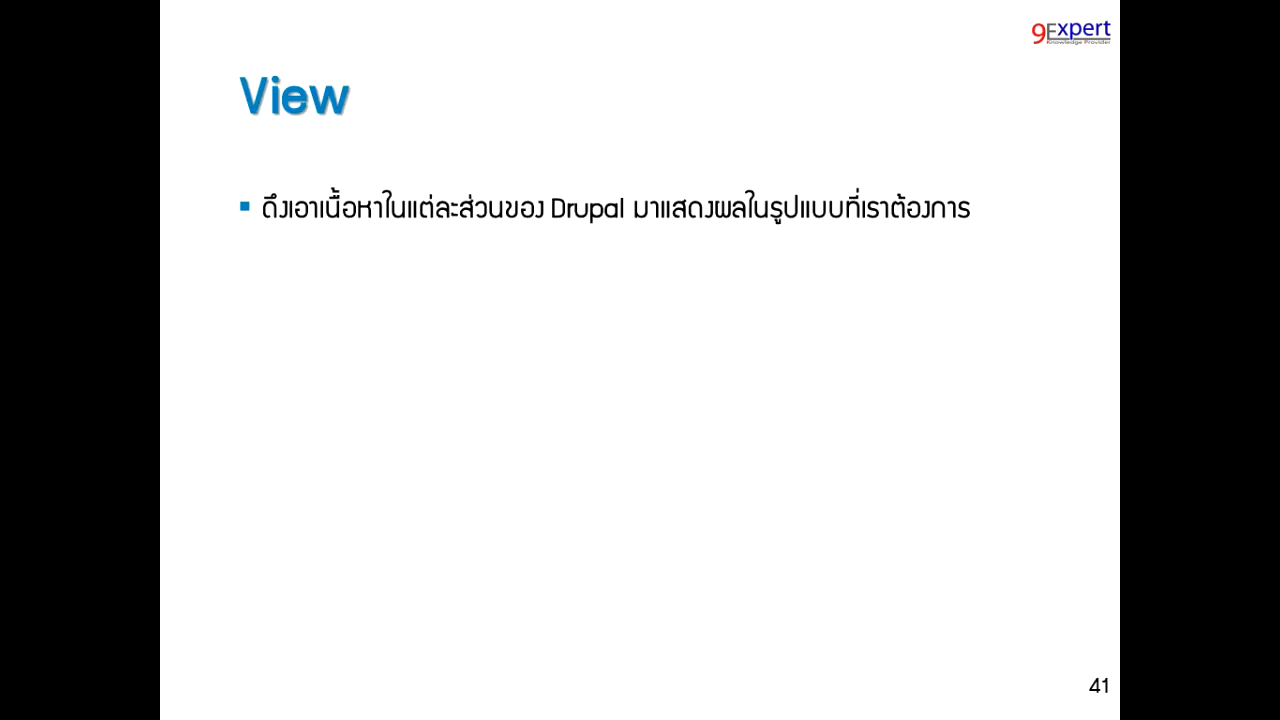 9Expert
Knowledge Provider
View
ดึงเอาเนื้อหาในแต่ละส่วนของ Drupal มาแสดงผลในรูปแบบที่เราต้องการ
41